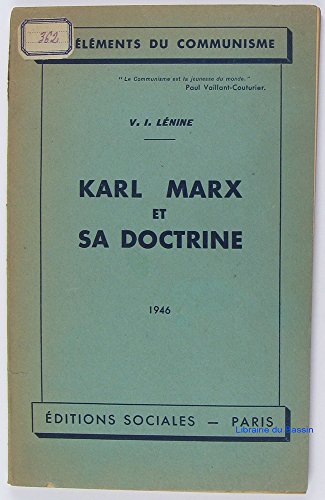 362
ÉLÉMENTS DU COMMUNISME
" Le Communisme est la jeunesse du monde. "
Paul Vaillant-Couturier.
V. I. LÉNINE
KARL MARX
ET
SA DOCTRINE
1946
ÉDITIONS SOCIALES — PARIS
Librairie du Bassin